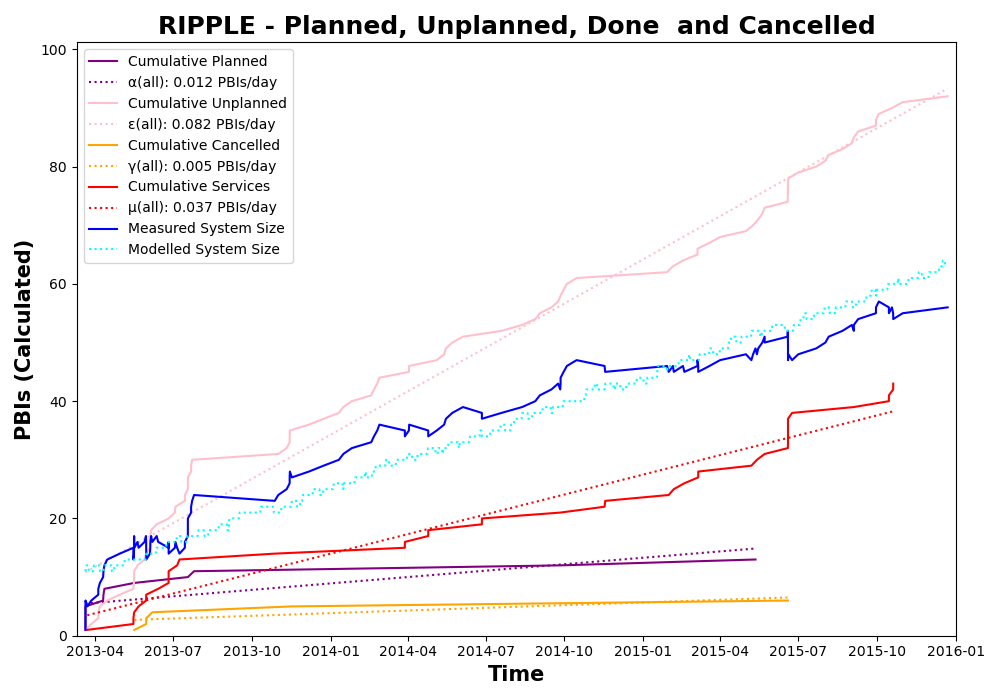 RIPPLE - Planned, Unplanned, Done  and Cancelled
PBIs (Calculated)
100
80
60
40
20
0
Cumulative Planned
α(all): 0.012 PBIs/day
Cumulative Unplanned
ε(all): 0.082 PBIs/day
Cumulative Cancelled
γ(all): 0.005 PBIs/day
Cumulative Services
μ(all): 0.037 PBIs/day
Measured System Size
Modelled System Size
2013-04 2013-07 2013-10 2014-01 2014-04 2014-07 2014-10 2015-01 2015-04 2015-07 2015-10 2016-01
Time